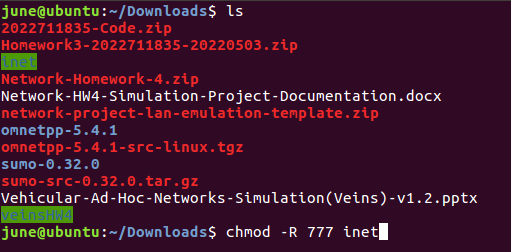 june@ubuntu:~/Downloads$ ls
2022711835-Code.zip
Homework3-2022711835-20220503.zip
inet
Network-Homework-4.zip
Network-HW4-Simulation-Project-Documentation.docx
network-project-lan-emulation-template.zip
omnetpp-5.4.1
omnetpp-5.4.1-src-linux.tgz
sumo-0.32.0
sumo-src-0.32.0.tar.gz
Vehicular-Ad-Hoc-Networks-Simulation(Veins)-v1.2.pptx
veinsHW4
june@ubuntu:~/Downloads$ chmod -R 777 inet